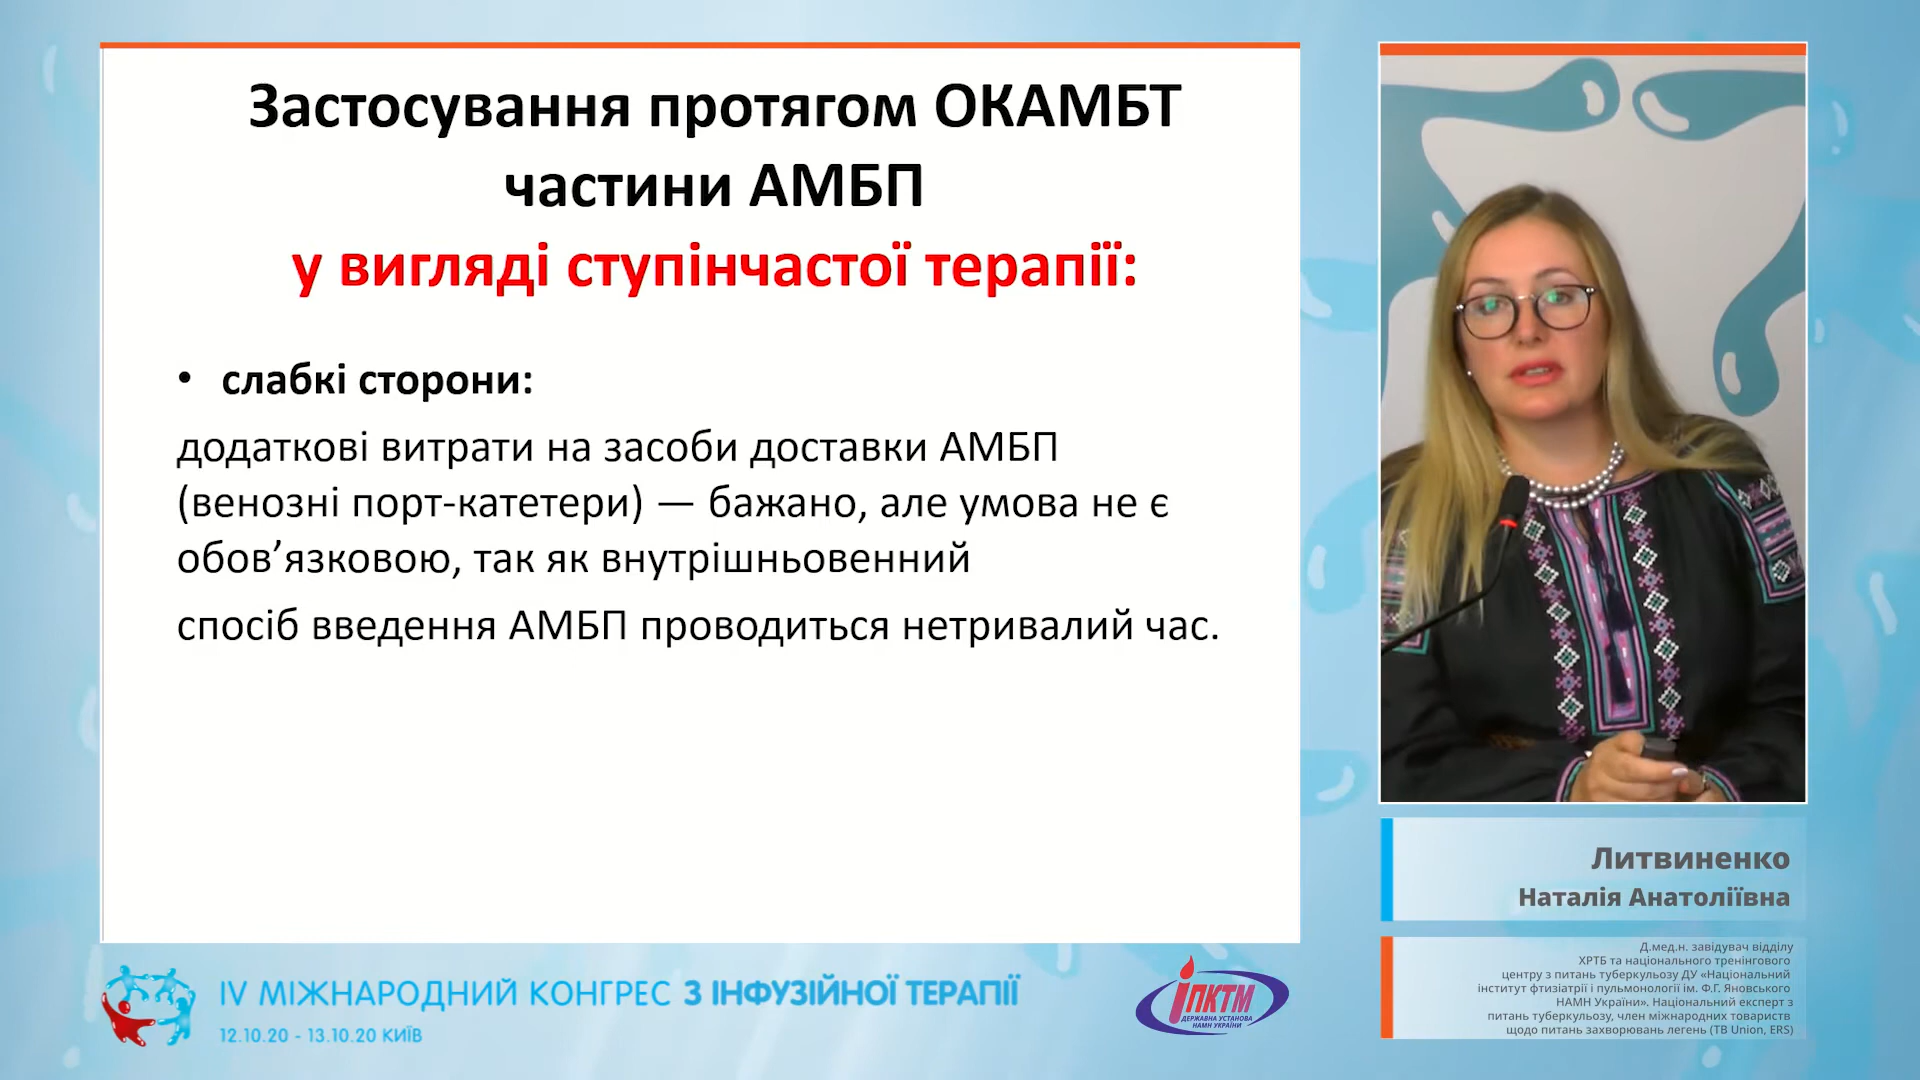 Застосування протягом ОКАМБТ
частини АМБП
у вигляді ступінчастої терапії:
• слабкі сторони:
додаткові витрати на засоби доставки АМБП
(венозні порт-катетери) — бажано, але умова не є
обов’язковою, так як внутрішньовенний
спосіб введення АМБП проводиться нетривалий час.
Литвиненко
Наталія Анатоліївна
Д.мед.н. завідувач відділу
ХРТБ та національного тренінгового
центру з питань туберкульозу ДУ «Національний
інститут фтизіатрії і пульмонології ім. Ф.Г. Яновського
НАМН України». Національний експерт з
питань туберкульозу, член міжнародних товариств
щодо питань захворювань легень (TB Union, ERS)
IV МІЖНАРОДНИЙ КОНГРЕС З ІНФУЗІЙНОЇ ТЕРАПІЇ
12.10.20 - 13.10.20 КИЇВ
ІПКТМ
ДЕРЖАВНА УСТАНОВА
НАМН УКРАЇНИ